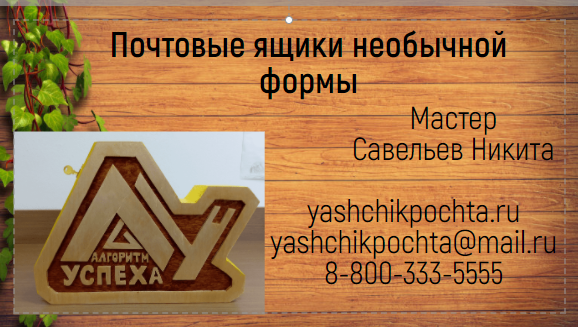 Почтовые ящики необычной
формы
Мастер
Савельев Никита
yashchikpochta.ru
yashchikpochta@mail.ru
8-800-333-5555
АЛГОРИТМ
УСПЕХА